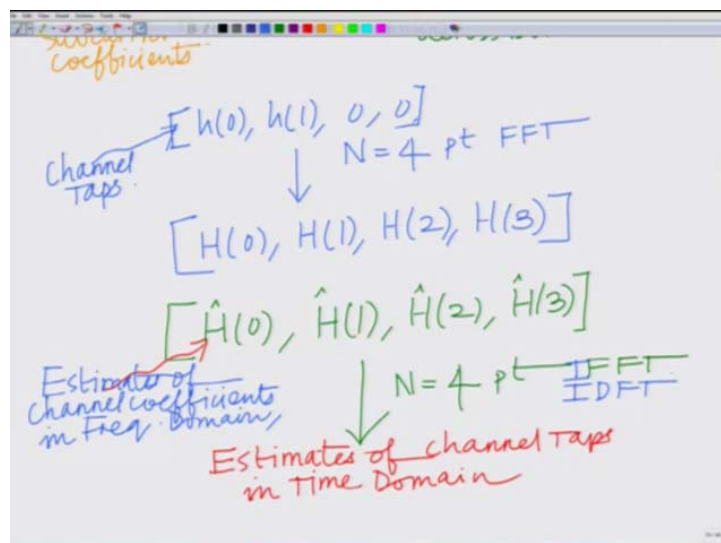 coefficients
[h(0), h(1), 0, 0]
N = 4 pt FFT
Channel
Taps.
[H(0), H(1), H(2), H(3)]
[Ĥ(0), Ĥ(1), Ĥ(2), Ĥ(3)]
Estimates of
channel coefficients
in Freq. Domain,
N = 4 pt IFFT
IDFT
Estimates of channel Taps
in Time Domain